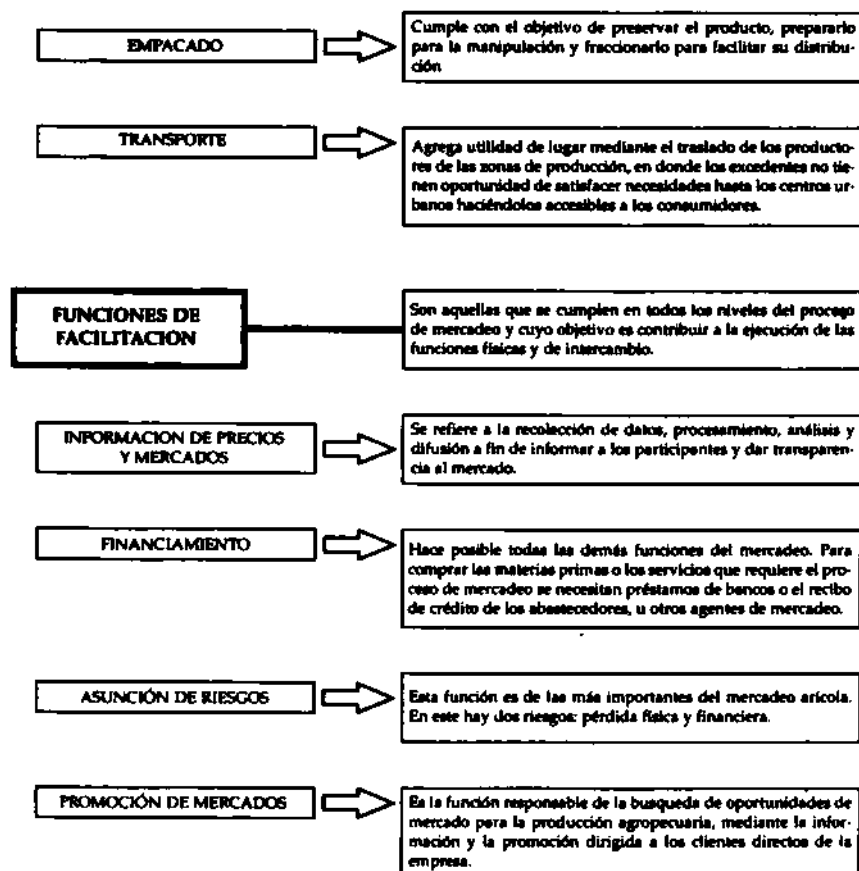 EMPACADO
Cumple con el objetivo de preservar el producto, prepararlo
para la manipulación y fraccionarlo para facilitar su distribu-
ción
TRANSPORTE
Agrega utilidad de lugar mediante el traslado de los producto-
res de las zonas de producción, en donde los excedentes no tie-
nen oportunidad de satisfacer necesidades hasta los centros ur-
banos haciéndolos accesibles a los consumidores.
FUNCIONES DE
FACILITACION
Son aquellas que se cumplen en todos los niveles del proceso
de mercadeo y cuyo objetivo es contribuir a la ejecución de las
funciones físicas y de intercambio.
INFORMACION DE PRECIOS
Y MERCADOS
Se refiere a la recolección de datos, procesamiento, análisis y
difusión a fin de informar a los participantes y dar transparen-
cia al mercado.
FINANCIAMIENTO
Hace posible todas las demás funciones del mercadeo. Para
comprar las materias primas o los servicios que requiere el pro-
ceso de mercadeo se necesitan préstamos de bancos o el recibo
de crédito de los abastecedores, u otros agentes de mercadeo.
ASUNCIÓN DE RIESGOS
Esta función es de las más importantes del mercadeo arícola.
En este hay dos riesgos: pérdida física y financiera.
PROMOCIÓN DE MERCADOS
Es la función responsable de la busqueda de oportunidades de
mercado para la producción agropecuaria, mediante la infor-
mación y la promoción dirigida a los clientes directos de la
empresa.